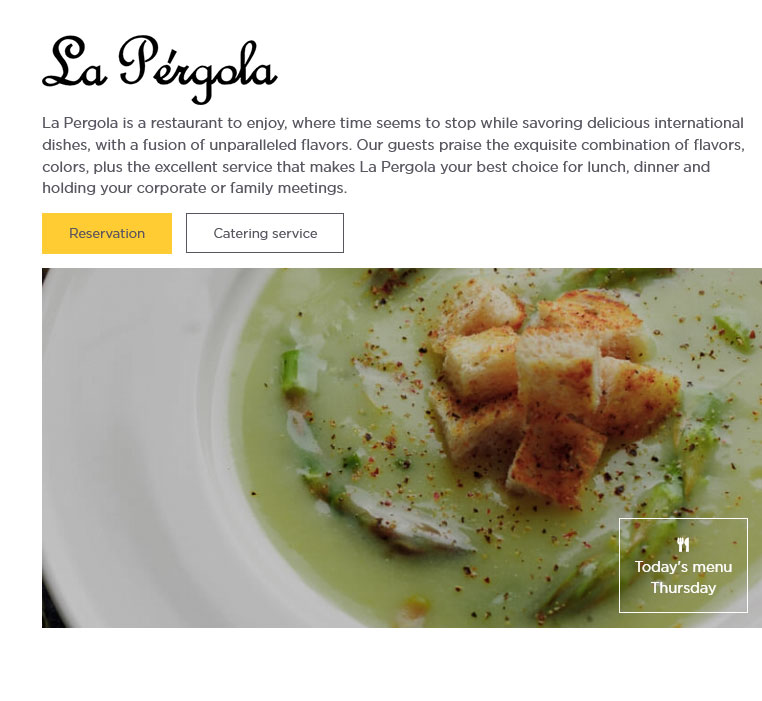 La Pérgola
La Pergola is a restaurant to enjoy, where time seems to stop while savoring delicious international
dishes, with a fusion of unparalleled flavors. Our guests praise the exquisite combination of flavors,
colors, plus the excellent service that makes La Pergola your best choice for lunch, dinner and
holding your corporate or family meetings.
Reservation
Catering service
Today's menu
Thursday